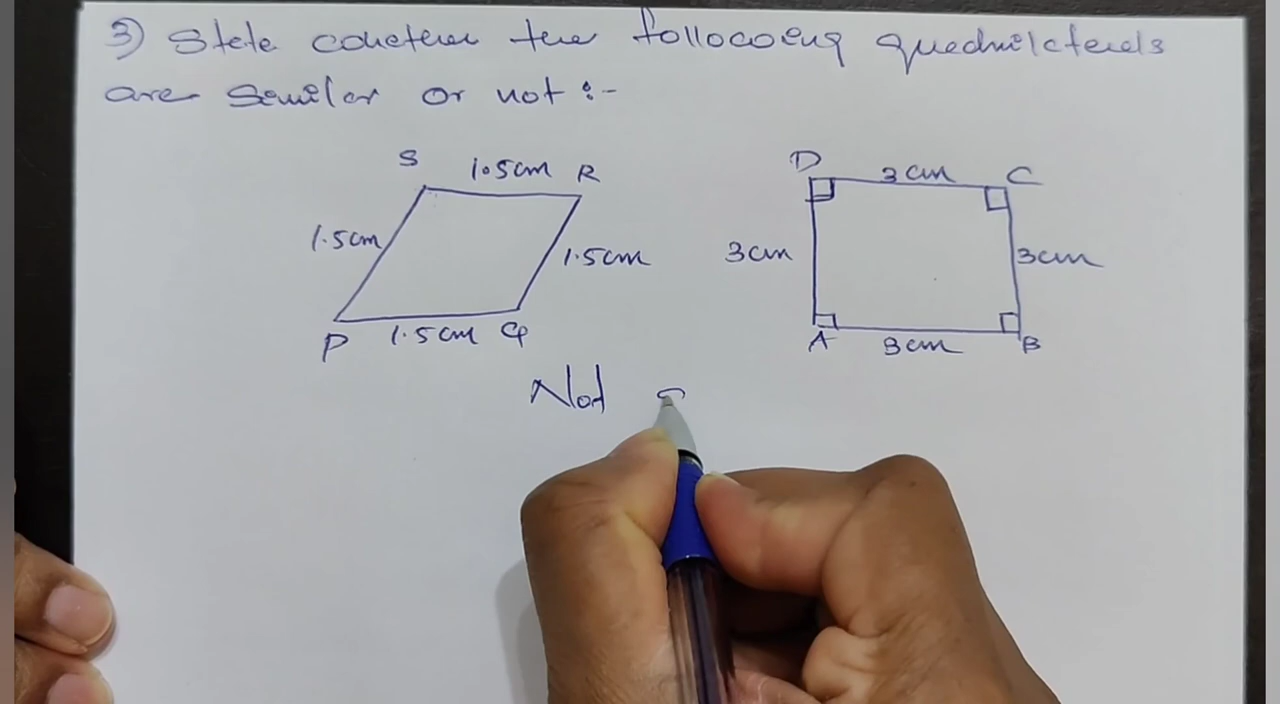 3) State whether the following quadrilaterals
are similar or not :-
S 1.5cm R
D 3cm C
1.5cm
1.5cm
3cm
3cm
P 1.5cm Q
A 3cm B
Not